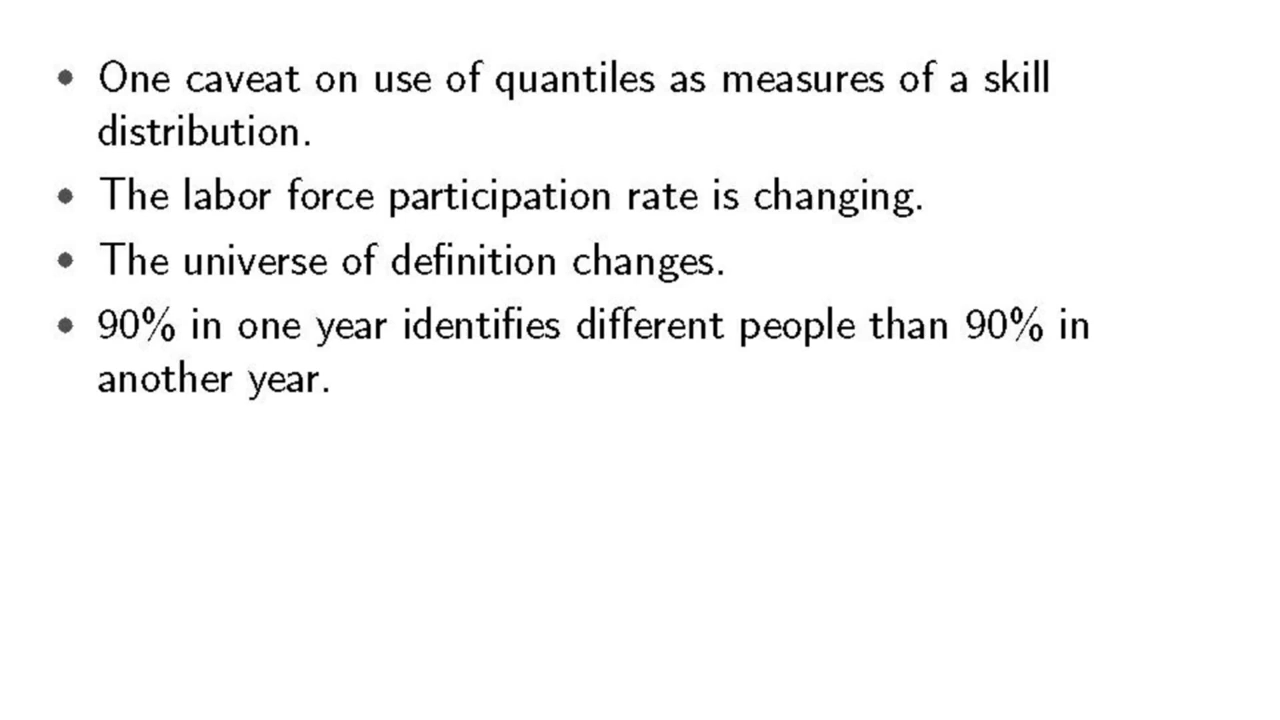 • One caveat on use of quantiles as measures of a skill
distribution.
• The labor force participation rate is changing.
• The universe of definition changes.
• 90% in one year identifies different people than 90% in
another year.